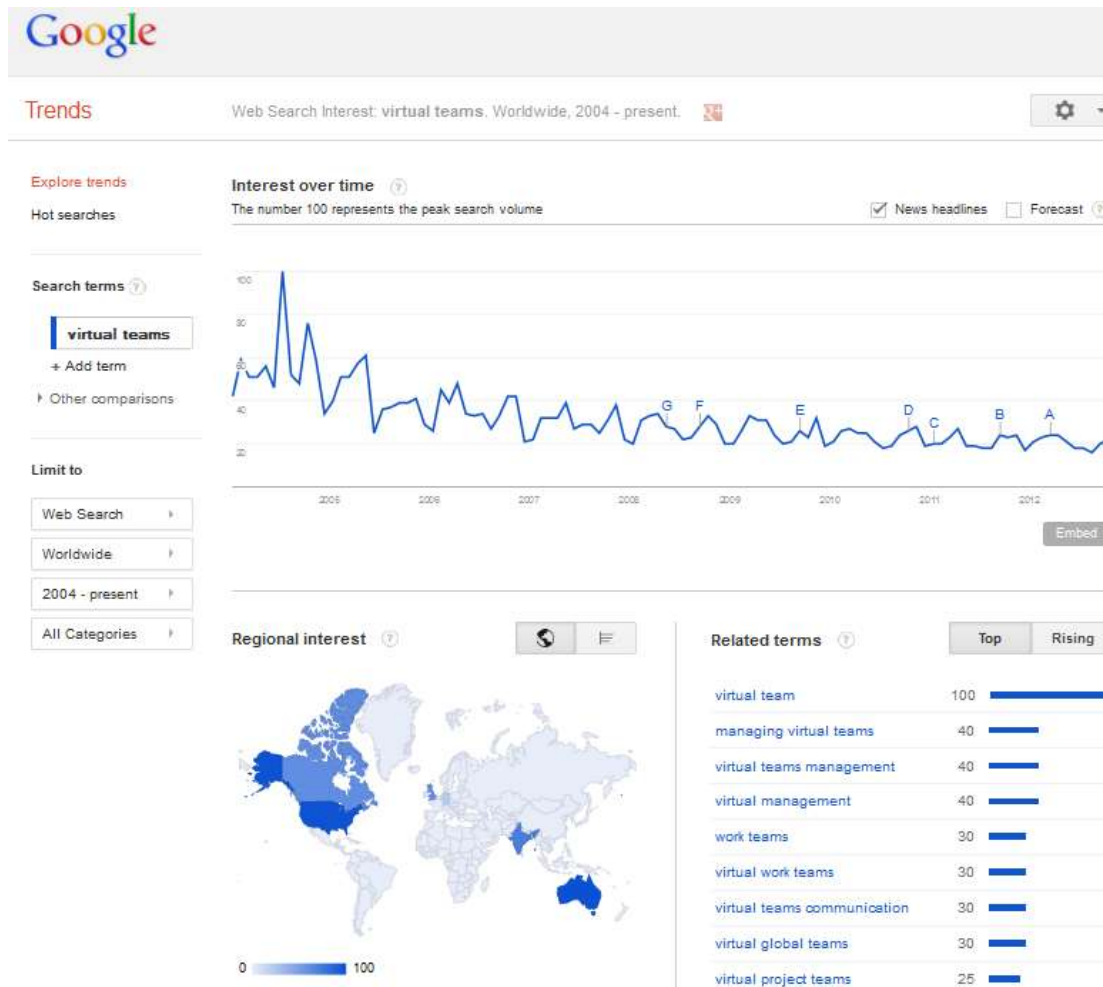 Google
Trends
Web Search Interest: virtual teams. Worldwide, 2004 - present.
Explore trends
Hot searches
Search terms ?
virtual teams
+ Add term
Other comparisons
Limit to
Web Search
Worldwide
2004 - present
All Categories
Interest over time ?
The number 100 represents the peak search volume
News headlines
Forecast ?
100
80
60
40
20
G
F
E
D
C
B
A
2005
2006
2007
2008
2009
2010
2011
2012
Embed
Regional interest ?
0
100
Related terms ?
Top
Rising
virtual team 100
managing virtual teams 40
virtual teams management 40
virtual management 40
work teams 30
virtual work teams 30
virtual teams communication 30
virtual global teams 30
virtual project teams 25